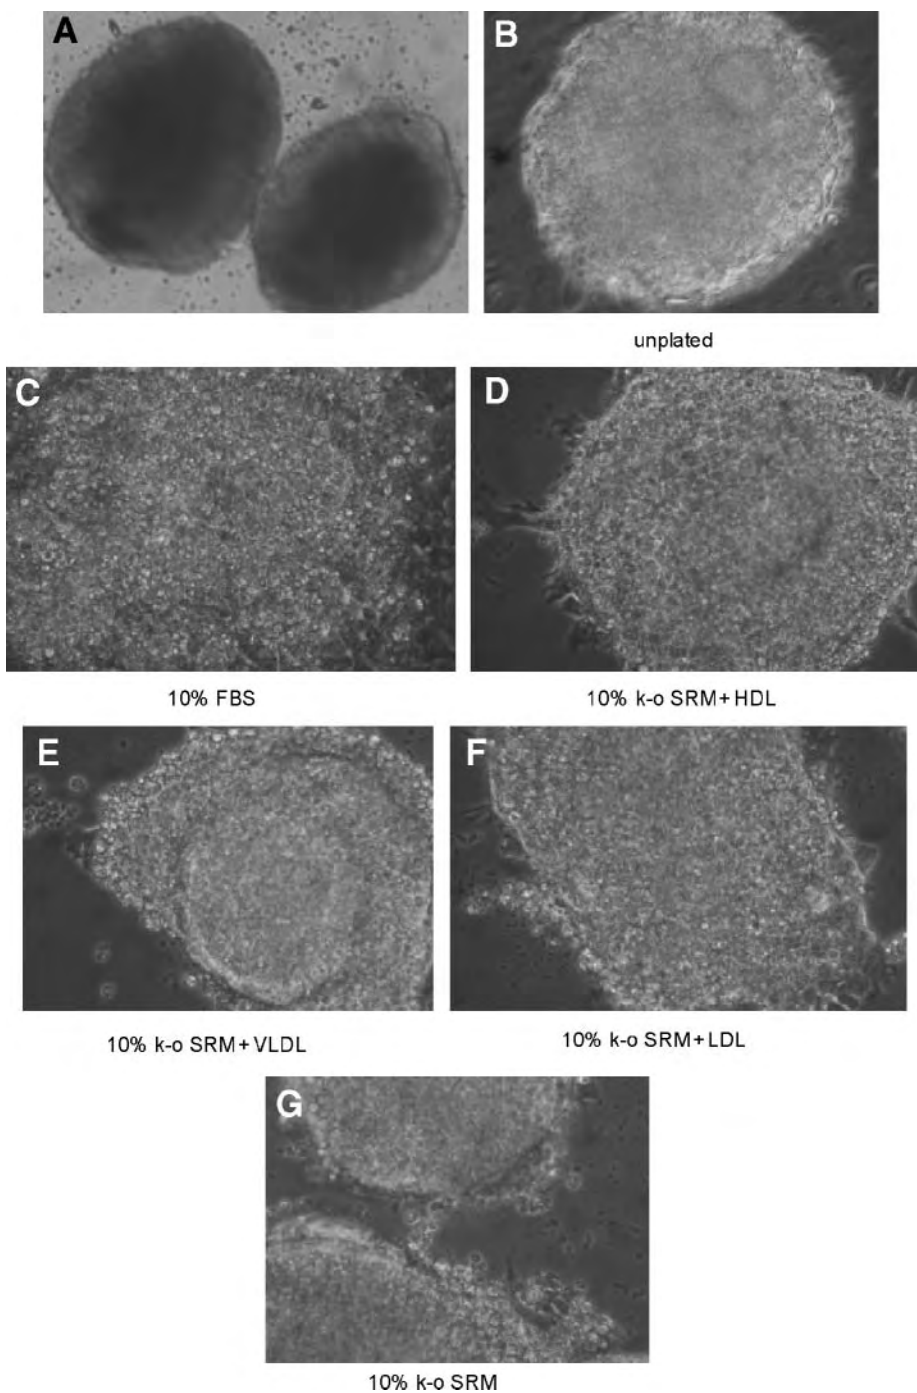 A
B
unplated
C
D
10% FBS
10% k-o SRM+HDL
E
F
10% k-o SRM+VLDL
10% k-o SRM+LDL
G
10% k-o SRM